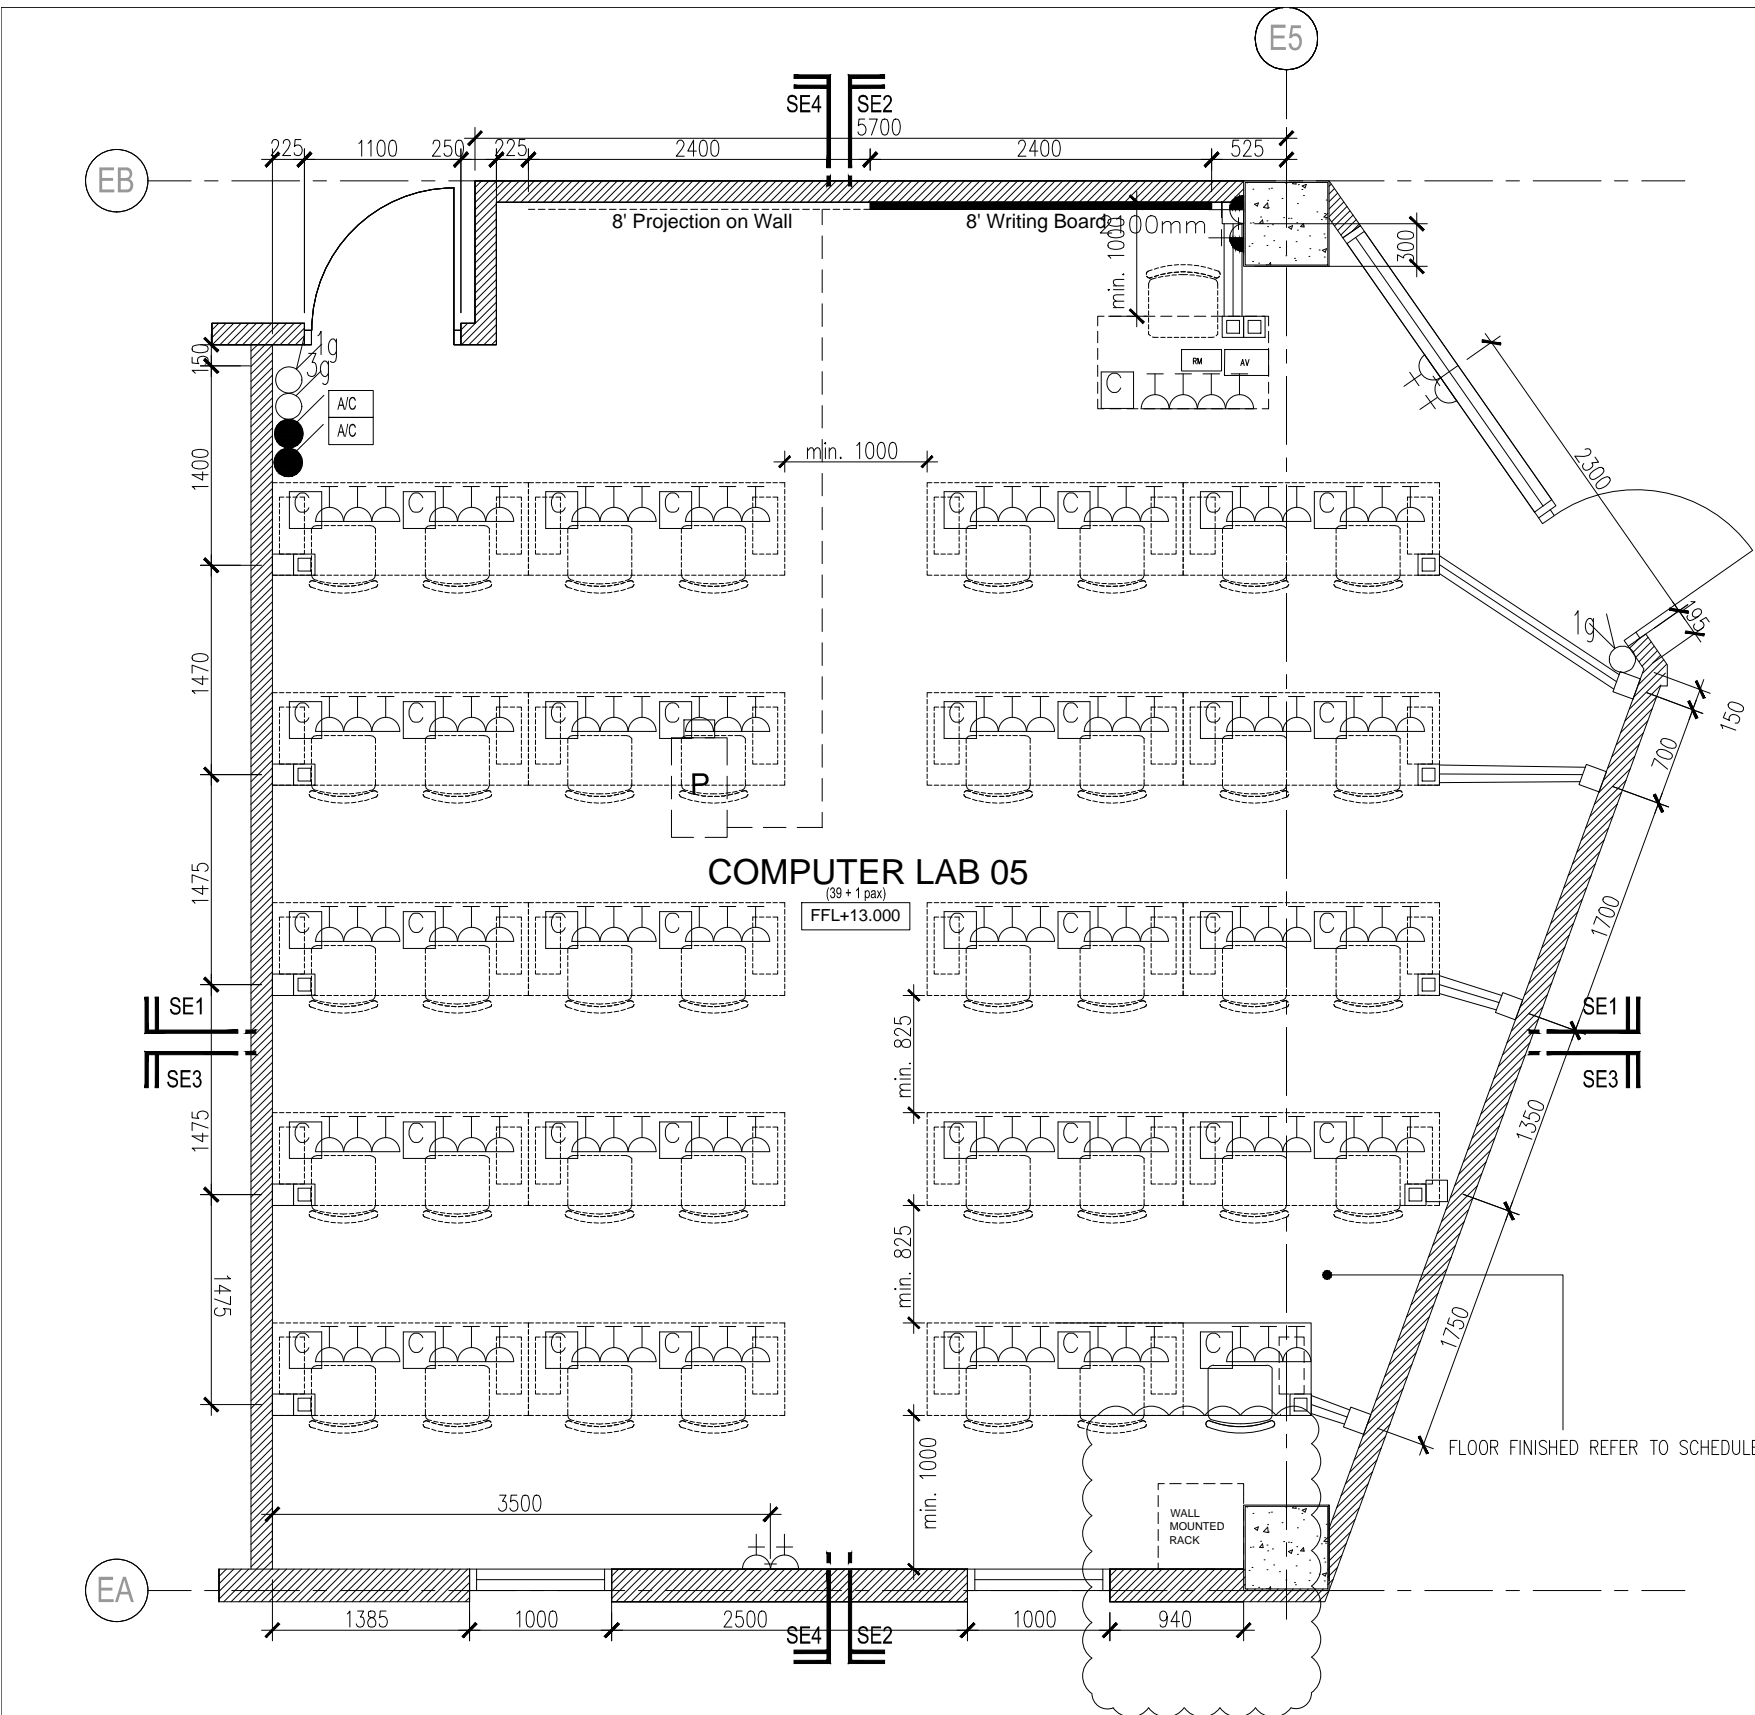 E5
SE4
SE2
5700
225
1100
250
225
2400
2400
525
EB
8' Projection on Wall
8' Writing Board
2100mm
min. 1000
300
150
1g
3g
RM
AV
C
A/C
A/C
1400
min. 1000
2300
C
C
C
C
C
C
C
C
195
1g
1470
150
C
C
C
C
C
C
C
C
700
P
COMPUTER LAB 05
(39 + 1 pax)
FFL+13.000
1475
C
C
C
C
C
C
C
C
1700
SE1
SE1
SE3
SE3
min. 825
1475
C
C
C
C
C
C
C
C
1350
min. 825
1475
1750
C
C
C
C
C
C
C
FLOOR FINISHED REFER TO SCHEDULE
min. 1000
3500
WALL
MOUNTED
RACK
EA
1385
1000
2500
1000
940
SE4
SE2